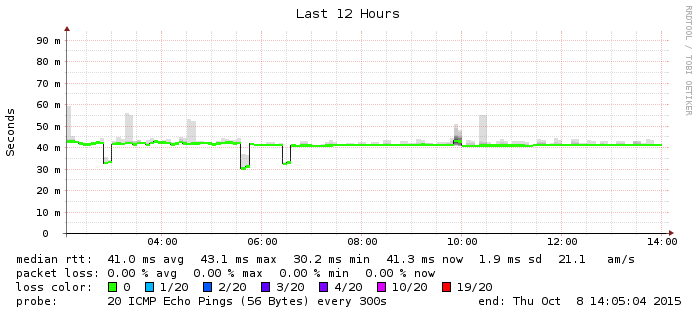 Last 12 Hours
RRDTOOL / TOBI OETIKER
Seconds
90 m
80 m
70 m
60 m
50 m
40 m
30 m
20 m
10 m
0
04:00 06:00 08:00 10:00 12:00 14:00
median rtt: 41.0 ms avg 43.1 ms max 30.2 ms min 41.3 ms now 1.9 ms sd 21.1 am/s
packet loss: 0.00 % avg 0.00 % max 0.00 % min 0.00 % now
loss color: 0 1/20 2/20 3/20 4/20 10/20 19/20
probe: 20 ICMP Echo Pings (56 Bytes) every 300s end: Thu Oct 8 14:05:04 2015